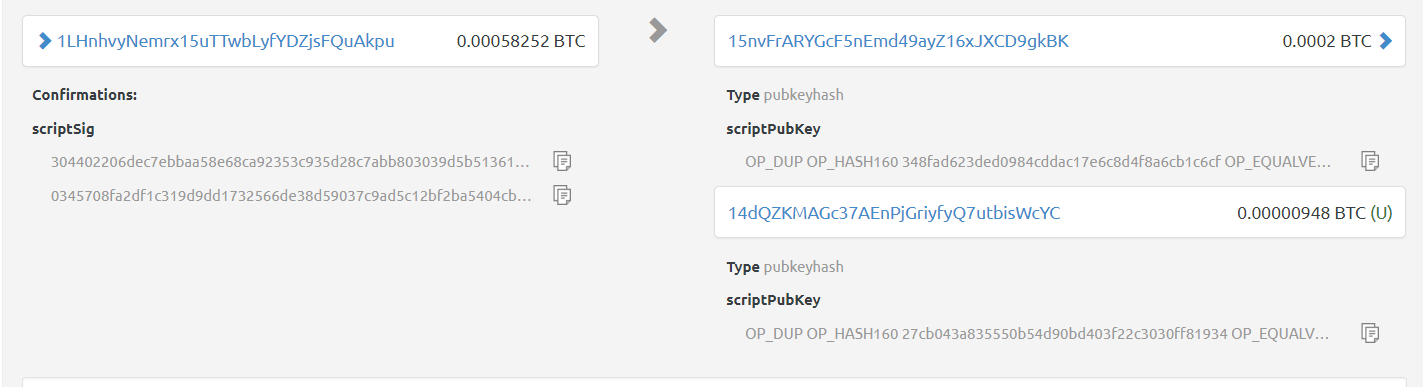 1LHnhvyNemrx15uTTwbLyfYDZjsFQuAkpu 0.00058252 BTC
Confirmations:
scriptSig
304402206dec7ebbaa58e68ca92353c935d28c7abb803039d5b51361...
0345708fa2df1c319d9dd1732566de38d59037c9ad5c12bf2ba5404cb...
15nvFrARYGcF5nEmd49ayZ16xJXCD9gkBK 0.0002 BTC
Type pubkeyhash
scriptPubKey
OP_DUP OP_HASH160 348fad623ded0984cddac17e6c8d4f8a6cb1c6cf OP_EQUALVE...
14dQZKMAGc37AEnPjGriyfyQ7utbisWcYC 0.00000948 BTC (U)
Type pubkeyhash
scriptPubKey
OP_DUP OP_HASH160 27cb043a835550b54d90bd403f22c3030ff81934 OP_EQUALV...